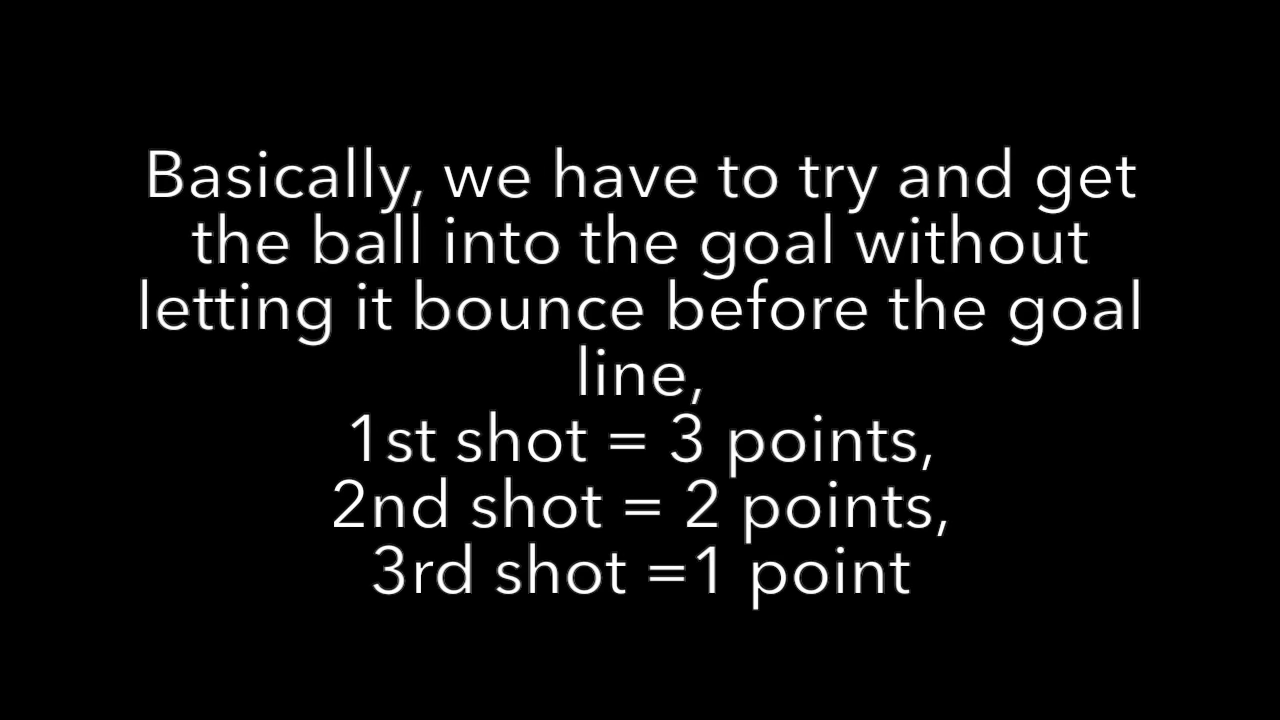 Basically, we have to try and get
the ball into the goal without
letting it bounce before the goal
line,
1st shot = 3 points,
2nd shot = 2 points,
3rd shot =1 point